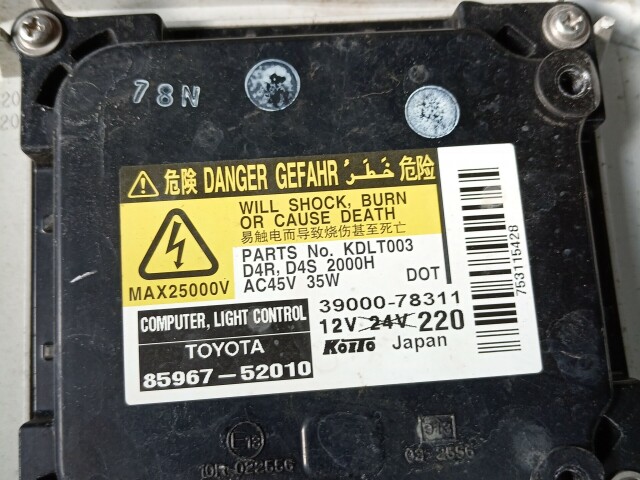 78N
危険 DANGER GEFAHR خَطَرْ 危险
WILL SHOCK, BURN
OR CAUSE DEATH
易触电而导致烧伤甚至死亡
MAX25000V
PARTS No. KDLT003
D4R, D4S 2000H
AC45V 35W
DOT
COMPUTER, LIGHT CONTROL
TOYOTA
85967-52010
39000-78311
12V 24V 220
KOITO Japan
753115428
E13